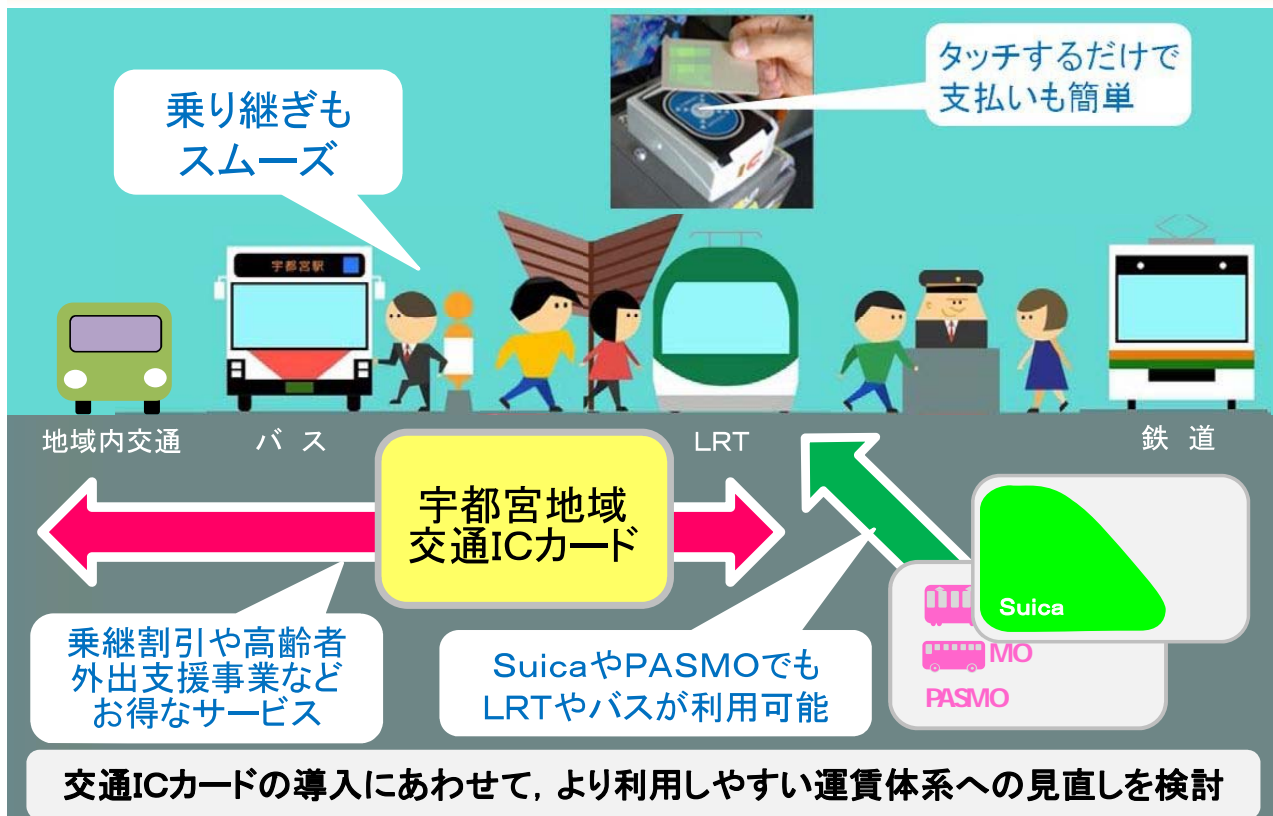 タッチするだけで
支払いも簡単
乗り継ぎも
スムーズ
宇都宮駅
IC
地域内交通
バス
LRT
鉄道
宇都宮地域
交通ICカード
Suica
MO
PASMO
乗継割引や高齢者
外出支援事業など
お得なサービス
SuicaやPASMOでも
LRTやバスが利用可能
交通ICカードの導入にあわせて，より利用しやすい運賃体系への見直しを検討